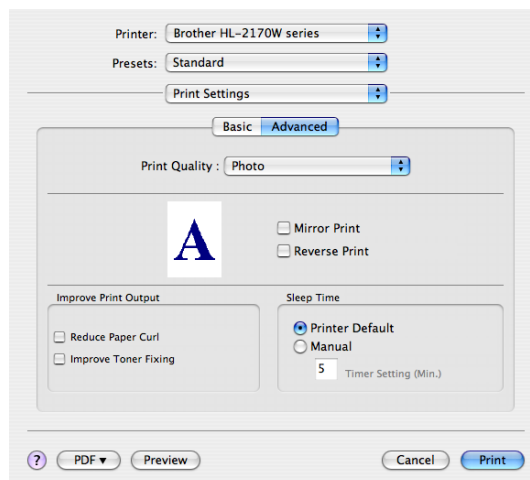 Printer: Brother HL-2170W series
Presets: Standard
Print Settings
Basic Advanced
Print Quality : Photo
A
Mirror Print
Reverse Print
Improve Print Output
Reduce Paper Curl
Improve Toner Fixing
Sleep Time
Printer Default
Manual
5 Timer Setting (Min.)
? PDF▼ Preview Cancel Print